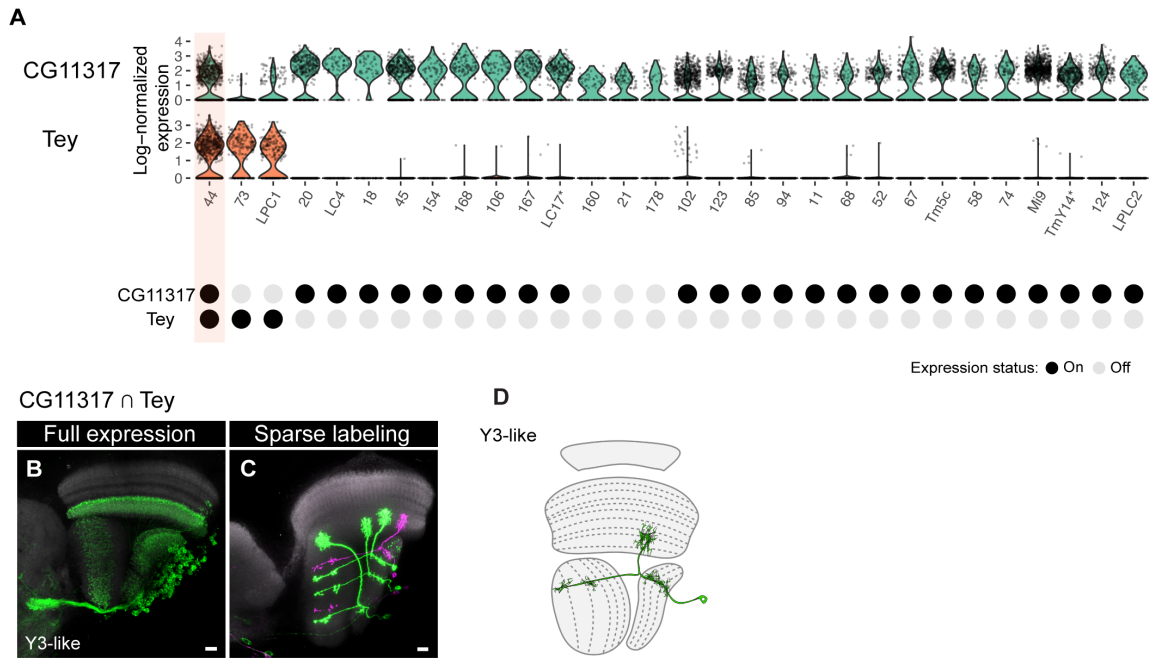 A
CG11317
Tey
Log−normalized
expression
4
3
2
1
0
3
2
1
0
44
73
LPC1
20
LC4
18
45
154
168
106
167
LC17*
160
21
178
102
123
85
94
11
68
52
67
Tm5c
58
74
Mi9
TmY14*
124
LPLC2
CG11317
Tey
Expression status: On Off
CG11317 ∩ Tey
Full expression
Sparse labeling
B
Y3-like
C
D
Y3-like